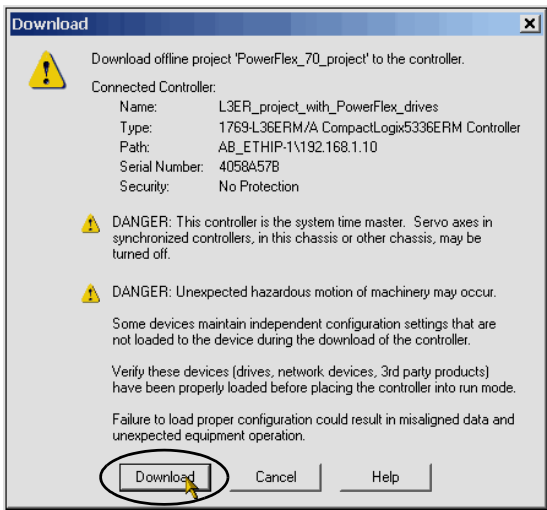 Download
Download offline project 'PowerFlex_70_project' to the controller.
Connected Controller:
Name: L3ER_project_with_PowerFlex_drives
Type: 1769-L36ERM/A CompactLogix5336ERM Controller
Path: AB_ETHIP-1\192.168.1.10
Serial Number: 4058A57B
Security: No Protection
DANGER: This controller is the system time master. Servo axes in
synchronized controllers, in this chassis or other chassis, may be
turned off.
DANGER: Unexpected hazardous motion of machinery may occur.
Some devices maintain independent configuration settings that are
not loaded to the device during the download of the controller.
Verify these devices (drives, network devices, 3rd party products)
have been properly loaded before placing the controller into run mode.
Failure to load proper configuration could result in misaligned data and
unexpected equipment operation.
Download Cancel Help